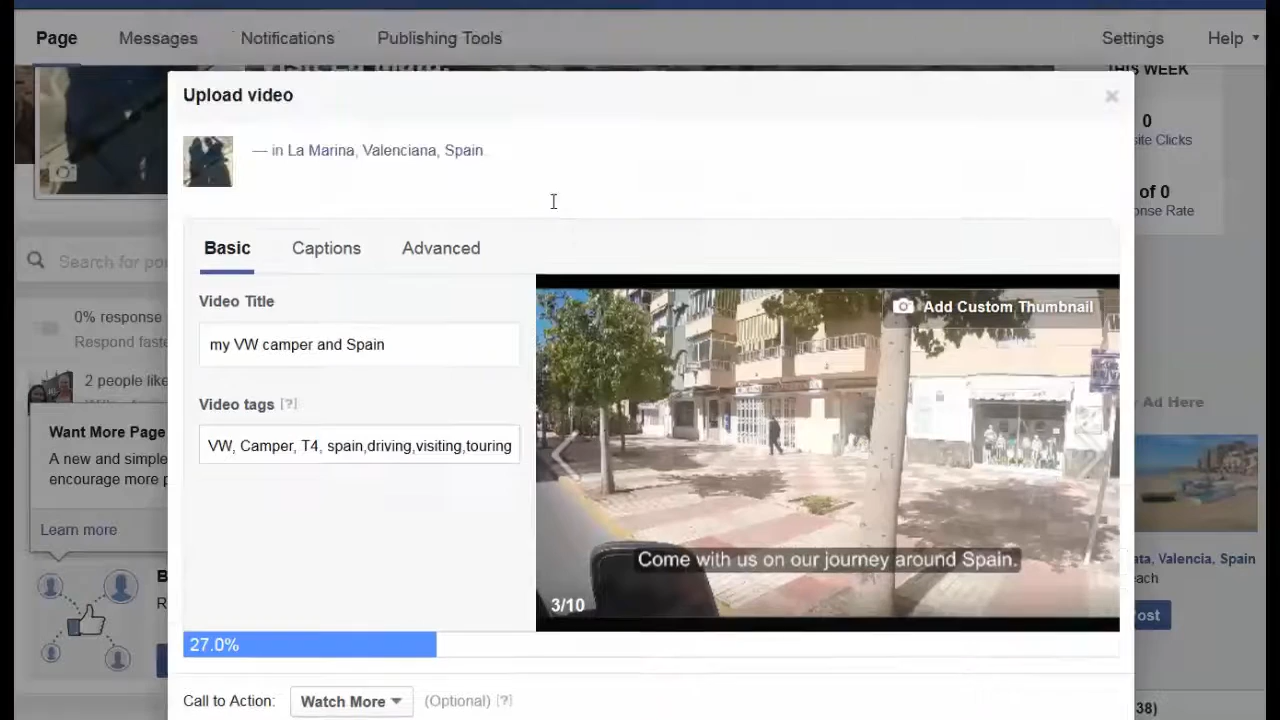 Page Messages Notifications Publishing Tools Settings Help
THIS WEEK
Upload video
0
site Clicks
— in La Marina, Valenciana, Spain
of 0
Basic Captions Advanced
Video Title
Add Custom Thumbnail
my VW camper and Spain
0% response
Respond
2 people like
Video tags [?]
Ad Here
Want More Page
VW, Camper, T4, spain,driving,visiting,touring
A new and simple
encourage more
Learn more
Come with us on our journey around Spain.
Valencia, Spain
3/10
27.0%
Call to Action: Watch More (Optional) [?]
38)